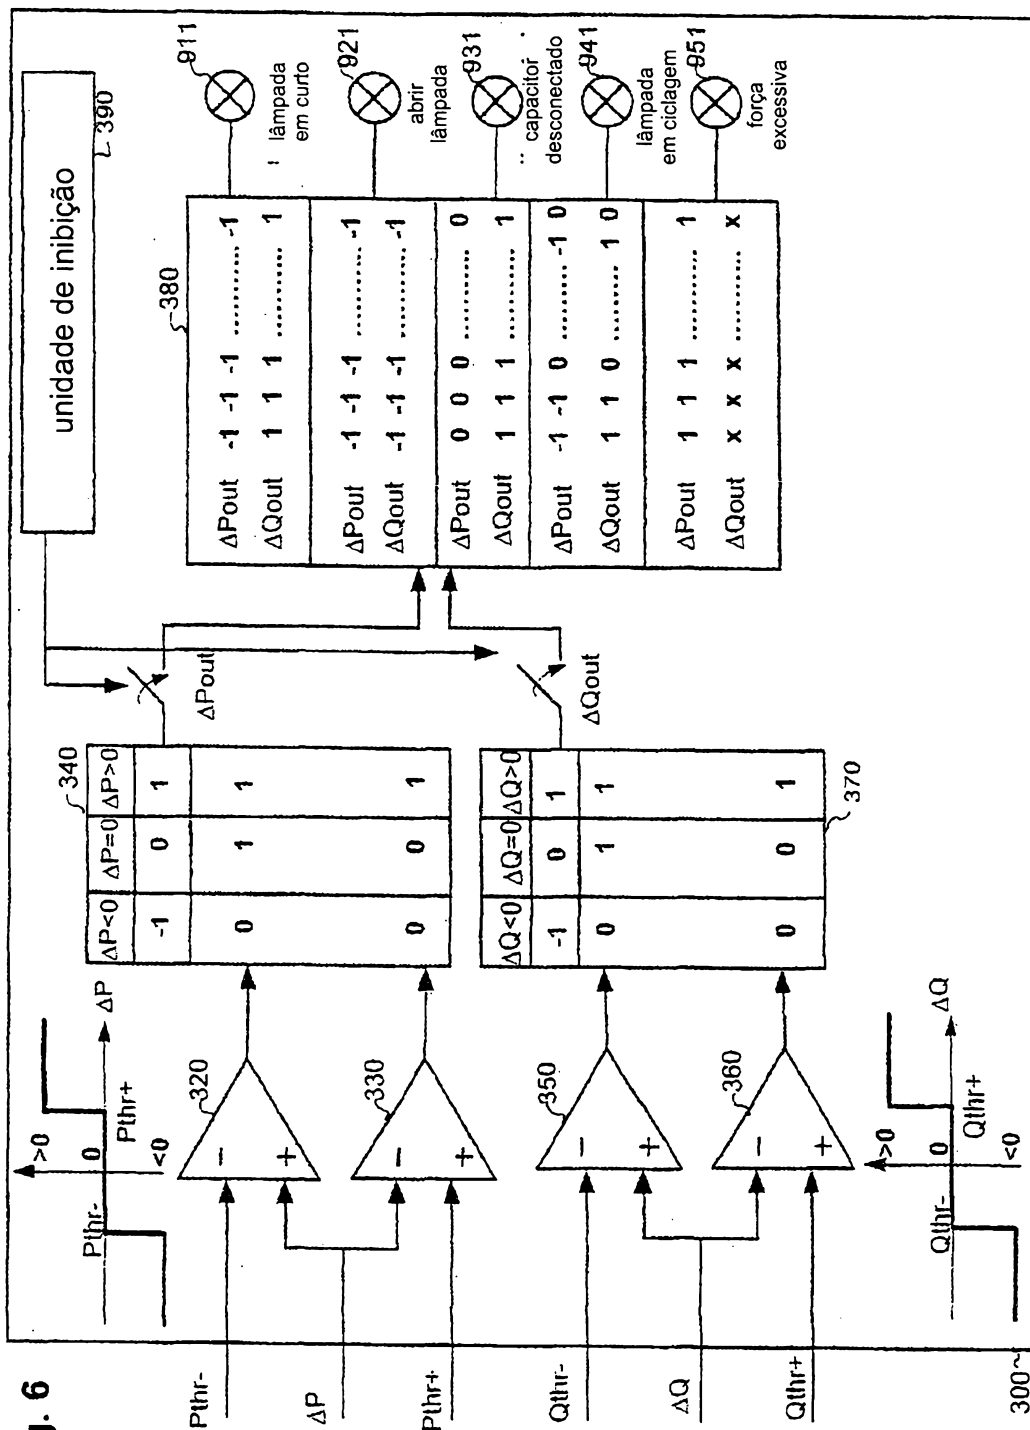 J. 6
unidade de inibição
390
Pthr-
ΔP
Pthr+
Qthr-
ΔQ
Qthr+
300
>0
0
<0
Pthr-
Pthr+
ΔP
320
-
+
330
-
+
350
-
+
360
-
+
>0
0
<0
Qthr-
Qthr+
ΔQ
340
ΔP<0 ΔP=0 ΔP>0
-1 0 1
0 1 1
0 0 1
ΔPout
ΔQ<0 ΔQ=0 ΔQ>0
-1 0 1
0 1 1
0 0 1
370
ΔQout
380
ΔPout -1 -1 -1 ........... -1
ΔQout 1 1 1 ........... 1
ΔPout -1 -1 -1 ........... -1
ΔQout -1 -1 -1 ........... -1
ΔPout 0 0 0 ........... 0
ΔQout 1 1 1 ........... 1
ΔPout -1 -1 0 ......... -1 0
ΔQout 1 1 0 ......... 1 0
ΔPout 1 1 1 ........... 1
ΔQout x x x ........... x
911
lâmpada
em curto
921
abrir
lâmpada
931
capacitor
desconectado
941
lâmpada
em ciclagem
951
força
excessiva